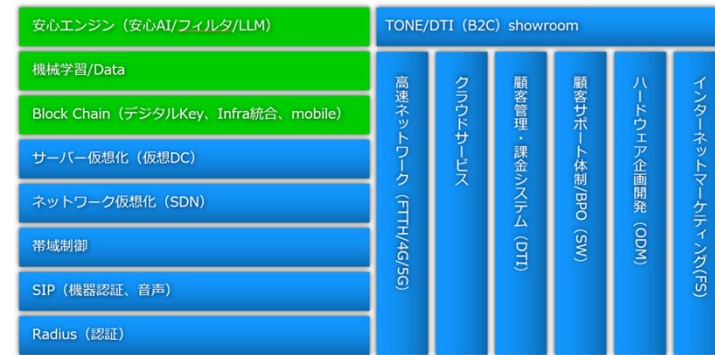 安心エンジン（安心AI/フィルタ/LLM）
機械学習/Data
Block Chain（デジタルKey、Infra統合、mobile）
サーバー仮想化（仮想DC）
ネットワーク仮想化（SDN）
帯域制御
SIP（機器認証、音声）
Radius（認証）
TONE/DTI（B2C）showroom
高速ネットワーク（FTTH/4G/5G）
クラウドサービス
顧客管理・課金システム（DTI）
顧客サポート体制/BPO（SW）
ハードウェア企画開発（ODM）
インターネットマーケティング(FS)